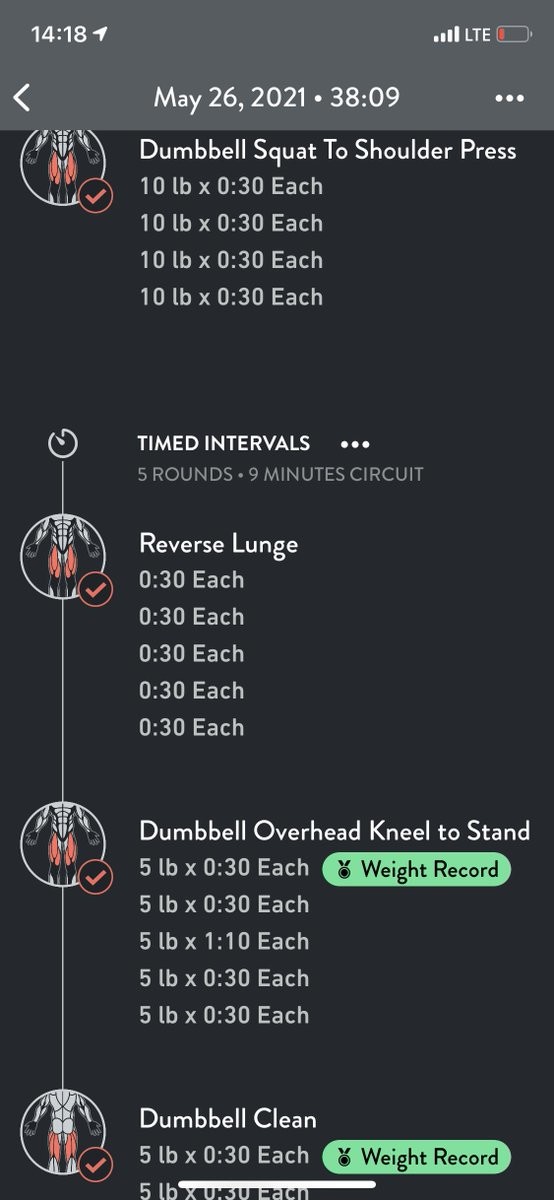 14:18
LTE
May 26, 2021 • 38:09
Dumbbell Squat To Shoulder Press
10 lb x 0:30 Each
10 lb x 0:30 Each
10 lb x 0:30 Each
10 lb x 0:30 Each
TIMED INTERVALS
5 ROUNDS • 9 MINUTES CIRCUIT
Reverse Lunge
0:30 Each
0:30 Each
0:30 Each
0:30 Each
0:30 Each
Dumbbell Overhead Kneel to Stand
5 lb x 0:30 Each Weight Record
5 lb x 0:30 Each
5 lb x 1:10 Each
5 lb x 0:30 Each
5 lb x 0:30 Each
Dumbbell Clean
5 lb x 0:30 Each Weight Record
5 lb x 0:30 Each